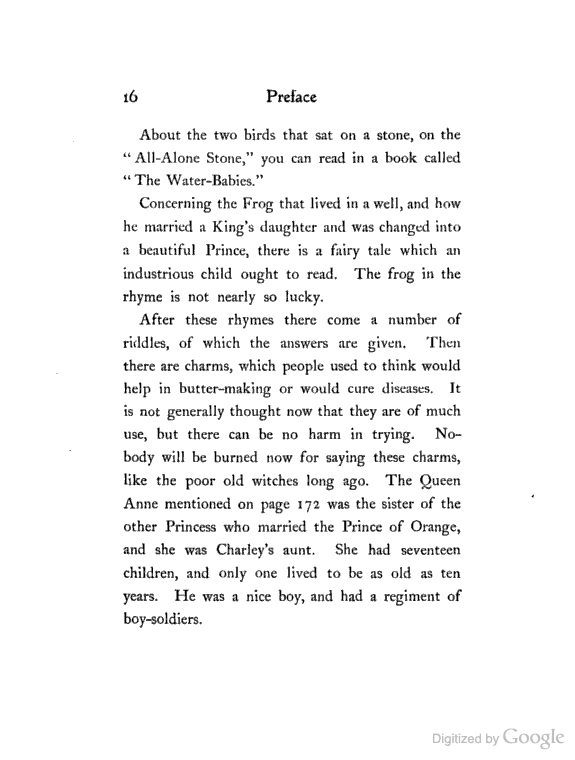 16 Preface
About the two birds that sat on a stone, on the
“ All-Alone Stone,” you can read in a book called
“ The Water-Babies.”
Concerning the Frog that lived in a well, and how
he married a King’s daughter and was changed into
a beautiful Prince, there is a fairy tale which an
industrious child ought to read. The frog in the
rhyme is not nearly so lucky.
After these rhymes there come a number of
riddles, of which the answers are given. Then
there are charms, which people used to think would
help in butter-making or would cure diseases. It
is not generally thought now that they are of much
use, but there can be no harm in trying. No-
body will be burned now for saying these charms,
like the poor old witches long ago. The Queen
Anne mentioned on page 172 was the sister of the
other Princess who married the Prince of Orange,
and she was Charley’s aunt. She had seventeen
children, and only one lived to be as old as ten
years. He was a nice boy, and had a regiment of
boy-soldiers.
Digitized by Google